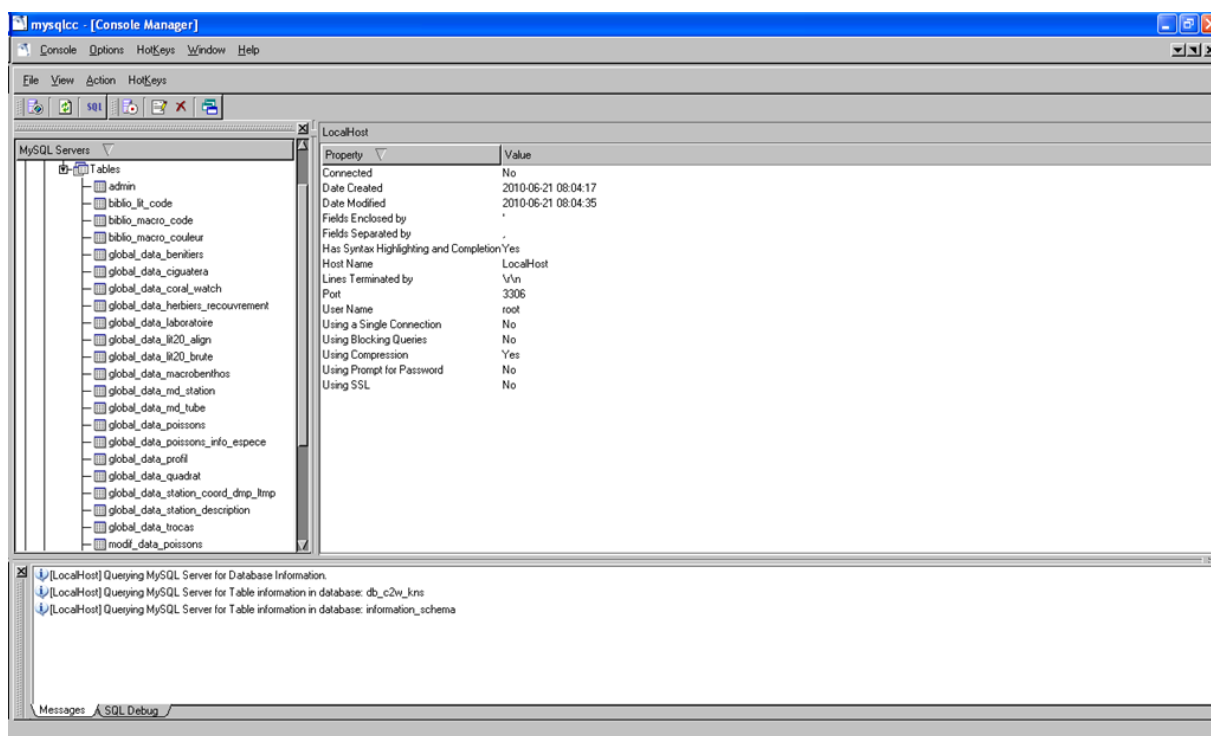 mysqlcc - [Console Manager]
Console Options HotKeys Window Help
File View Action HotKeys
SQL
MySQL Servers
Tables
admin
biblio_lit_code
biblio_macro_code
biblio_macro_couleur
global_data_benitiers
global_data_ciguatera
global_data_coral_watch
global_data_herbiers_recouvrement
global_data_laboratoire
global_data_lit20_align
global_data_lit20_brute
global_data_macrobenthos
global_data_md_station
global_data_md_tube
global_data_poissons
global_data_poissons_info_espece
global_data_profil
global_data_quadrat
global_data_station_coord_dmp_ltmp
global_data_station_description
global_data_trocas
modif_data_poissons
LocalHost
Property Value
Connected No
Date Created 2010-06-21 08:04:17
Date Modified 2010-06-21 08:04:35
Fields Enclosed by '
Fields Separated by ,
Has Syntax Highlighting and Completion Yes
Host Name LocalHost
Lines Terminated by \r\n
Port 3306
User Name root
Using a Single Connection No
Using Blocking Queries No
Using Compression Yes
Using Prompt for Password No
Using SSL No
[LocalHost] Querying MySQL Server for Database Information.
[LocalHost] Querying MySQL Server for Table information in database: db_c2w_kns
[LocalHost] Querying MySQL Server for Table information in database: information_schema
Messages SQL Debug